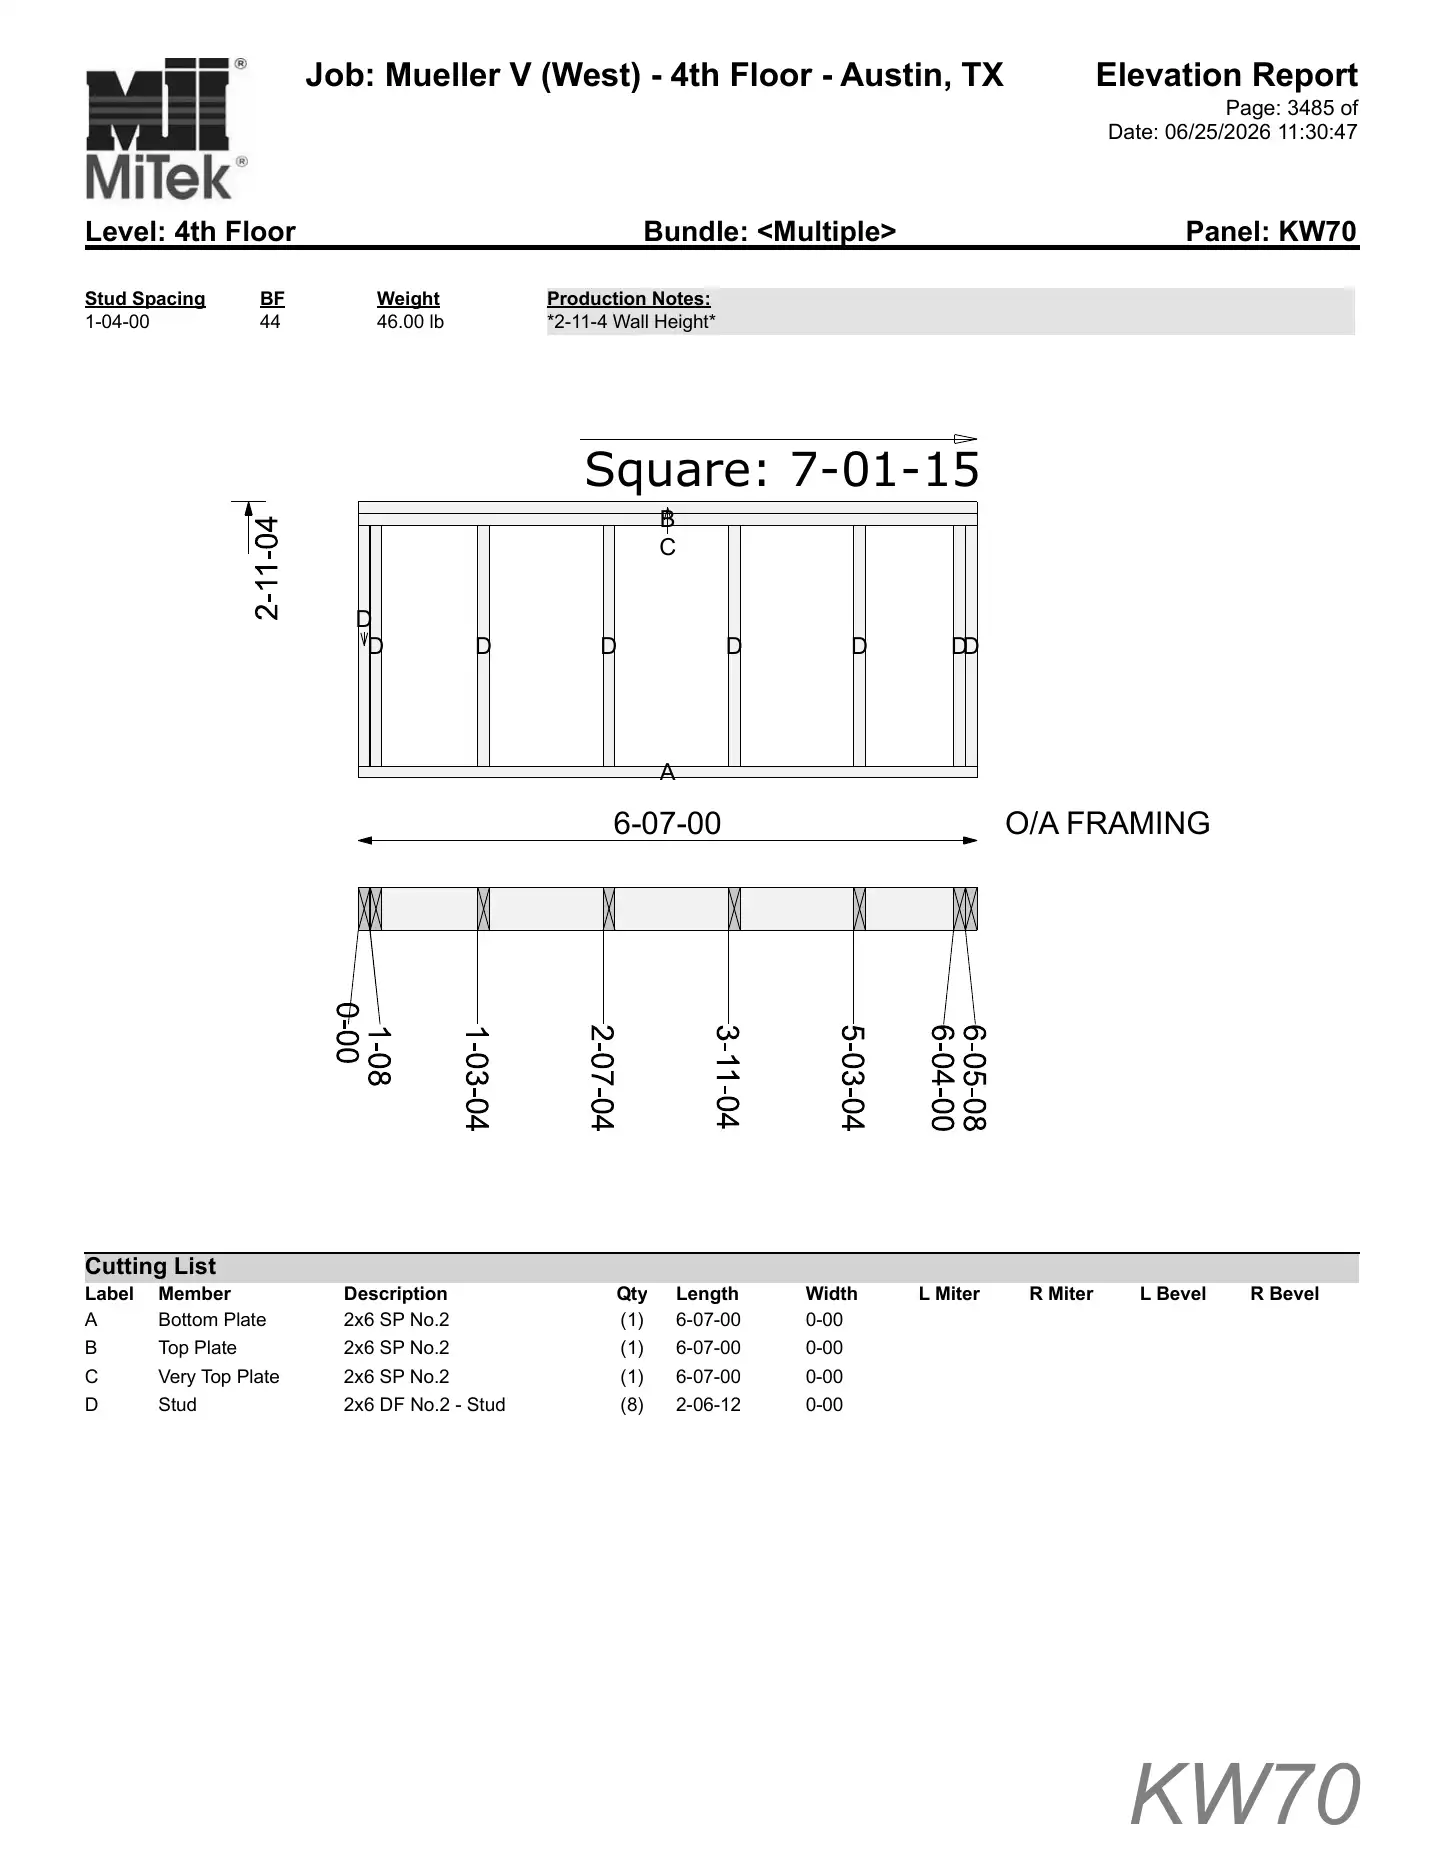 Job: Mueller V (West) - 4th Floor - Austin, TX
Elevation Report
Page: 3485 of
Date: 06/25/2026 11:30:47
MiTek®
Level: 4th Floor
Bundle: <Multiple>
Panel: KW70
Stud Spacing BF Weight
1-04-00 44 46.00 lb
Production Notes:
*2-11-4 Wall Height*
Square: 7-01-15
2-11-04
B
C
D
D D D D D D D
A
6-07-00
O/A FRAMING
0-00 1-08 1-03-04 2-07-04 3-11-04 5-03-04 6-04-00 6-05-08
Cutting List
Label Member Description Qty Length Width L Miter R Miter L Bevel R Bevel
A Bottom Plate 2x6 SP No.2 (1) 6-07-00 0-00
B Top Plate 2x6 SP No.2 (1) 6-07-00 0-00
C Very Top Plate 2x6 SP No.2 (1) 6-07-00 0-00
D Stud 2x6 DF No.2 - Stud (8) 2-06-12 0-00
KW70